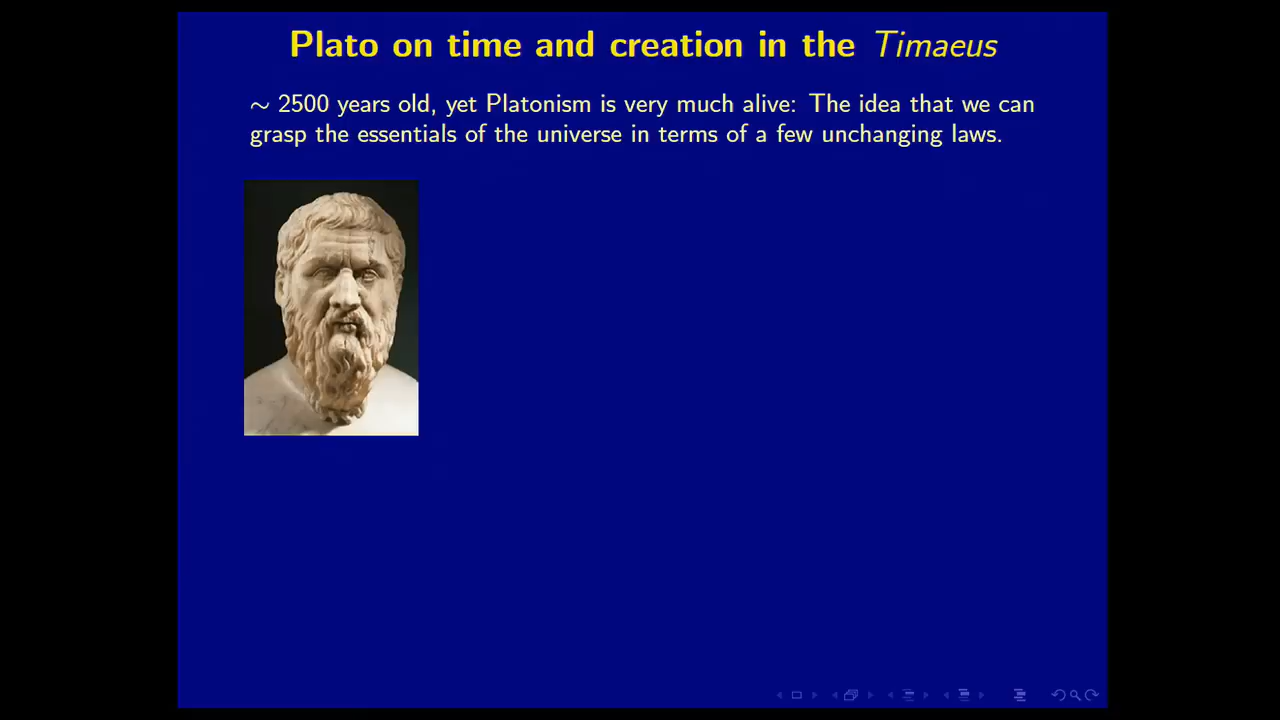 Plato on time and creation in the Timaeus
∼ 2500 years old, yet Platonism is very much alive: The idea that we can
grasp the essentials of the universe in terms of a few unchanging laws.